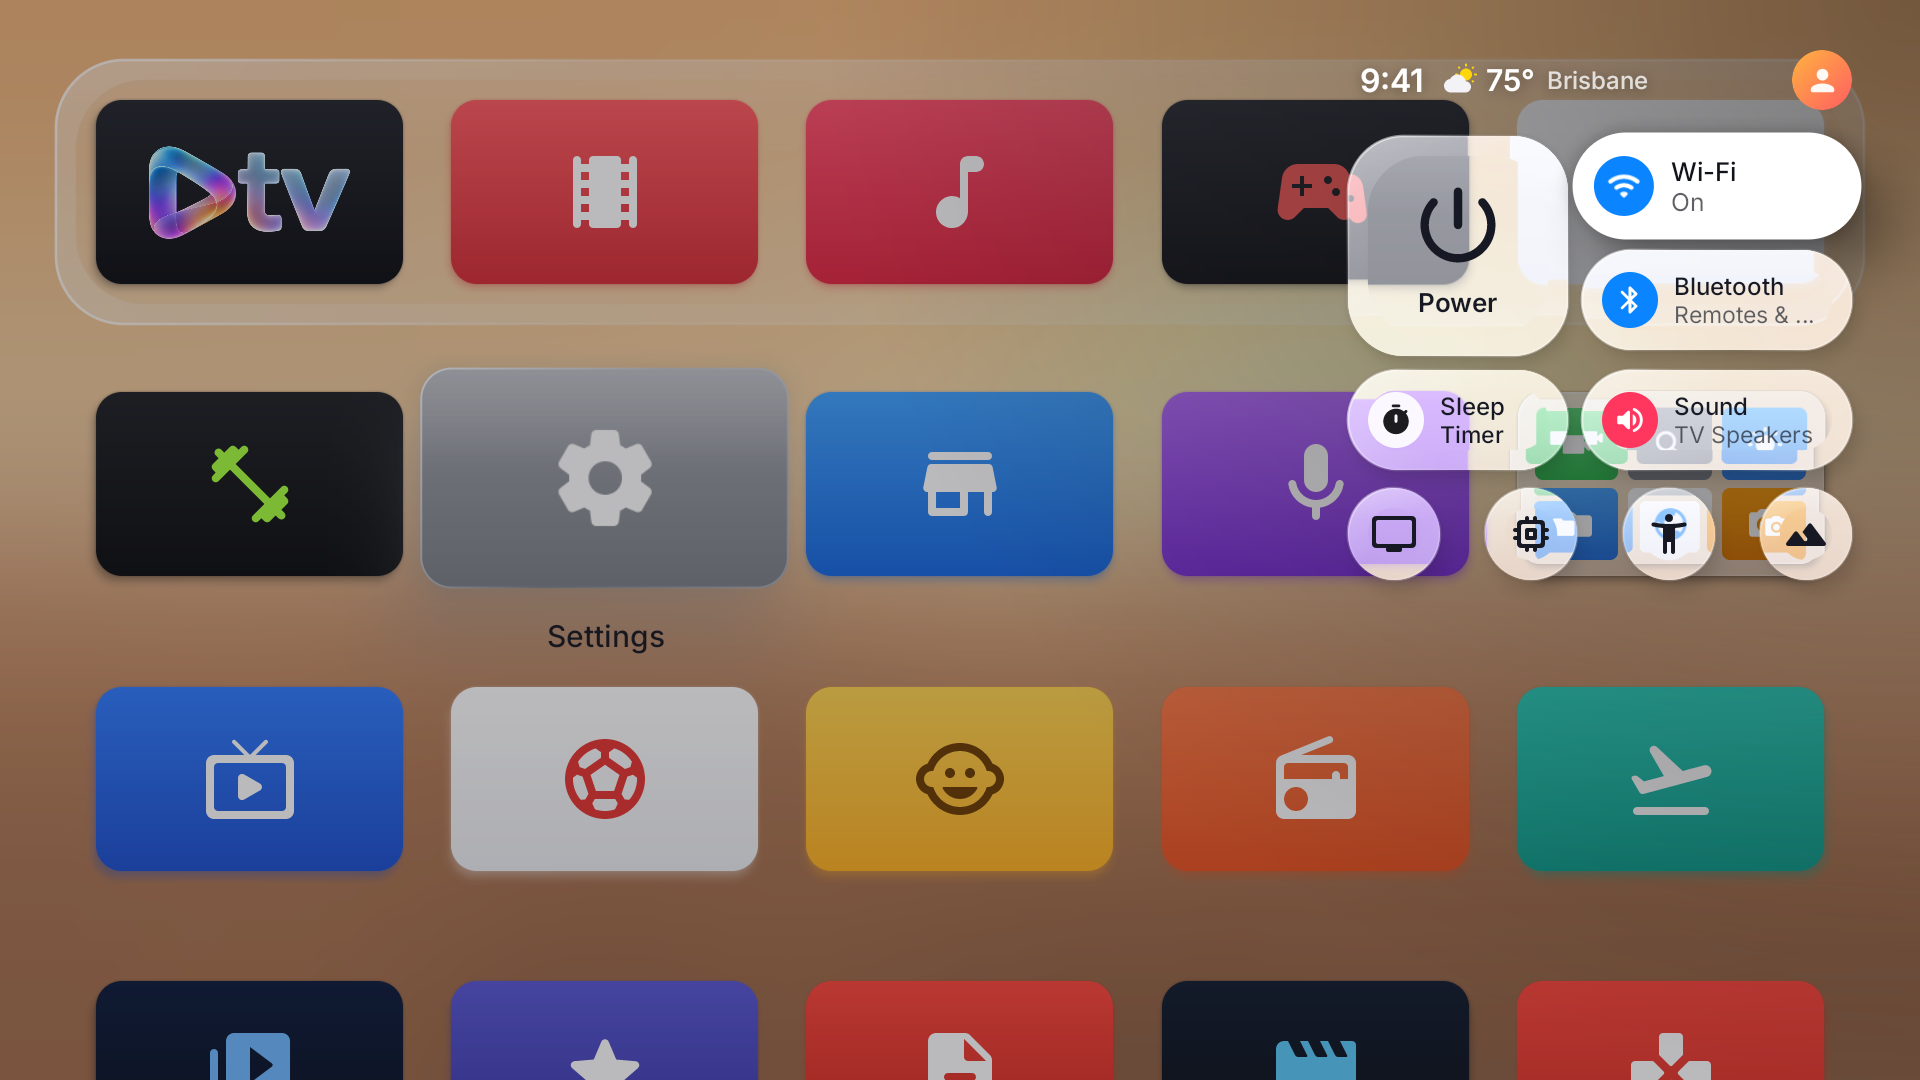 9:41 75° Brisbane
tv
Wi-Fi
On
Power
Bluetooth
Remotes & ...
Sleep
Timer
Sound
TV Speakers
Settings